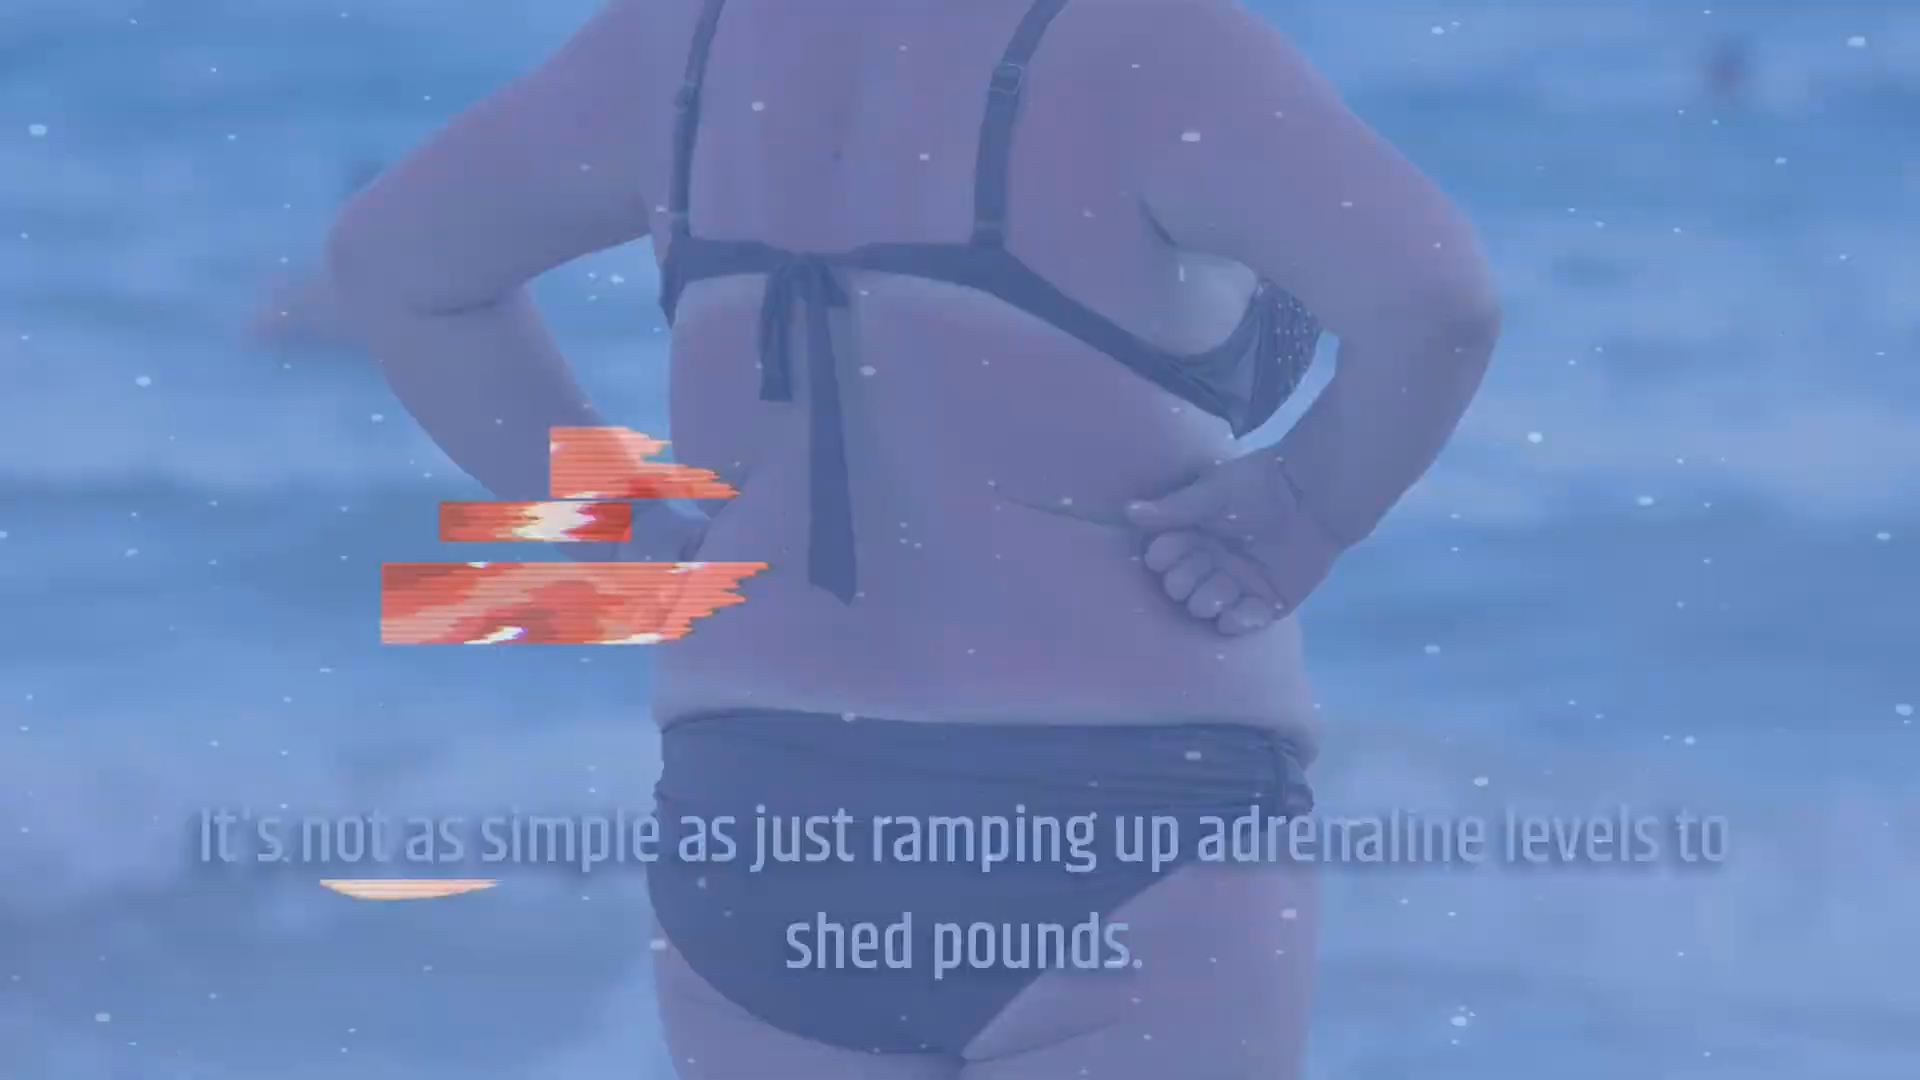 It's not as simple as just ramping up adrenaline levels to
shed pounds.